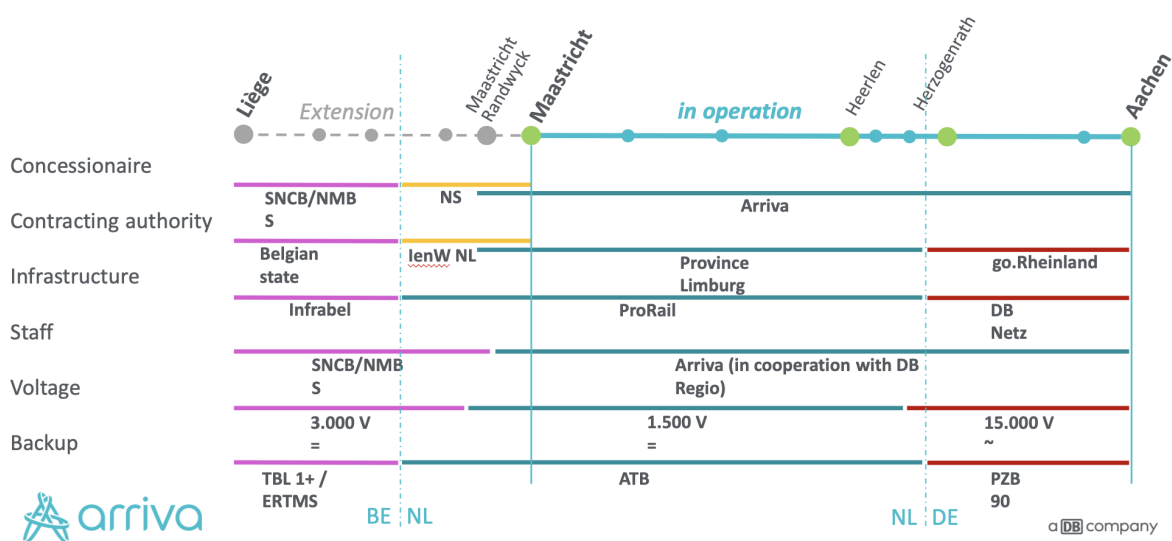 Liège
Extension
Maastricht
Randwyck
Maastricht
in operation
Heerlen
Herzogenrath
Aachen
Concessionaire
SNCB/NMB
S
NS
Arriva
Contracting authority
Belgian
state
IenW NL
Province
Limburg
go.Rheinland
Infrastructure
Infrabel
ProRail
DB
Netz
Staff
SNCB/NMB
S
Arriva (in cooperation with DB
Regio)
Voltage
3.000 V
=
1.500 V
=
15.000 V
~
Backup
TBL 1+ /
ERTMS
ATB
PZB
90
BE NL
NL DE
arriva
a DB company